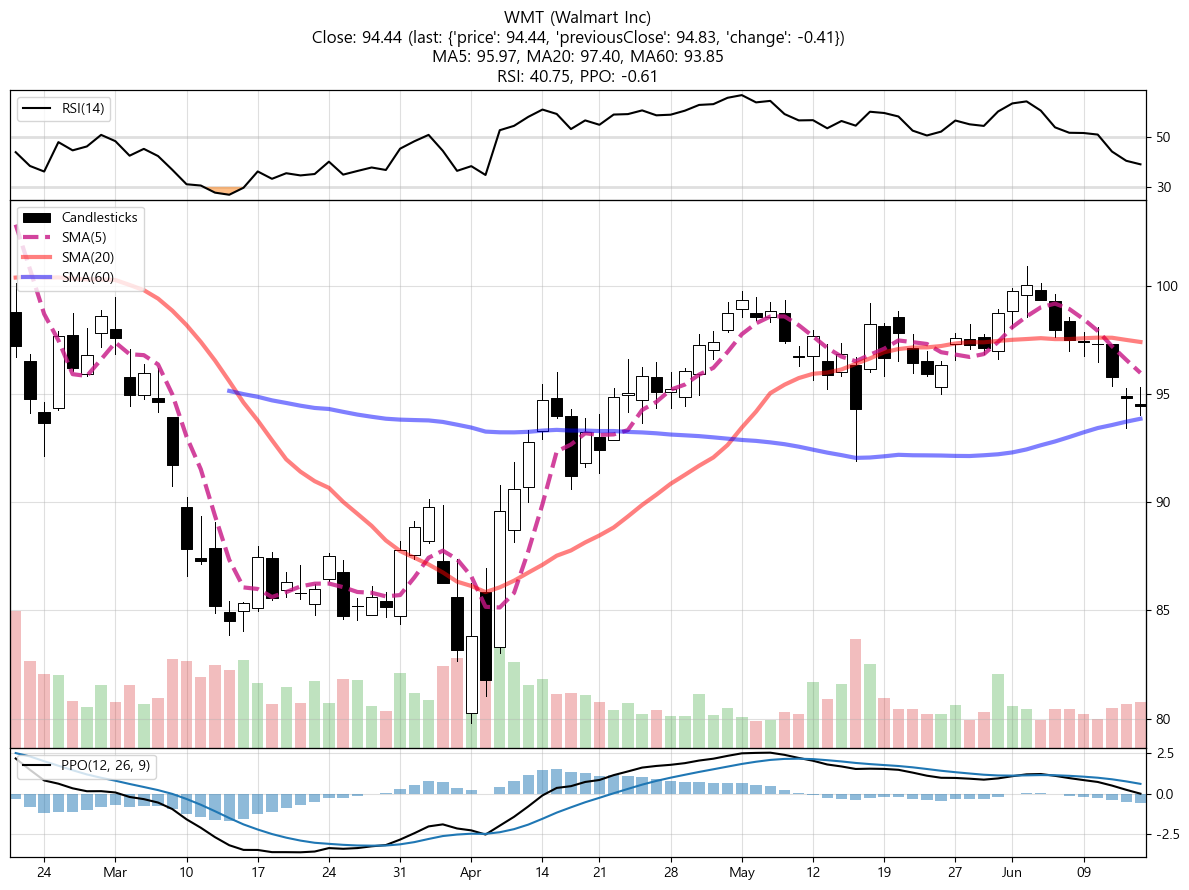 WMT (Walmart Inc)
Close: 94.44 (last: {'price': 94.44, 'previousClose': 94.83, 'change': -0.41})
MA5: 95.97, MA20: 97.40, MA60: 93.85
RSI: 40.75, PPO: -0.61
RSI(14)
50
30
Candlesticks
SMA(5)
SMA(20)
SMA(60)
100
95
90
85
80
PPO(12, 26, 9)
2.5
0.0
-2.5
24 Mar 10 17 24 31 Apr 14 21 28 May 12 19 27 Jun 09